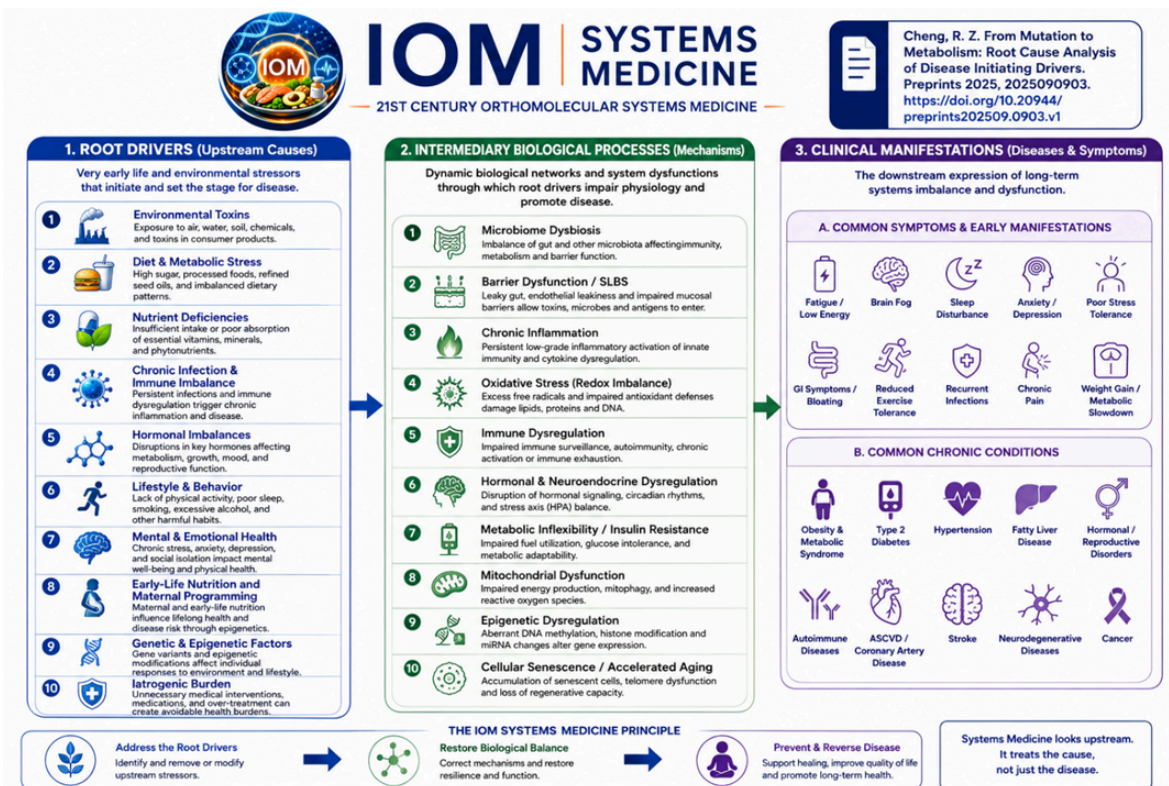 IOM
IOM
SYSTEMS
MEDICINE
21ST CENTURY ORTHOMOLECULAR SYSTEMS MEDICINE
Cheng, R. Z. From Mutation to
Metabolism: Root Cause Analysis
of Disease Initiating Drivers.
Preprints 2025, 2025090903.
https://doi.org/10.20944/
preprints202509.0903.v1
1. ROOT DRIVERS (Upstream Causes)
Very early life and environmental stressors
that initiate and set the stage for disease.
1
Environmental Toxins
Exposure to air, water, soil, chemicals,
and toxins in consumer products.
2
Diet & Metabolic Stress
High sugar, processed foods, refined
seed oils, and imbalanced dietary
patterns.
3
Nutrient Deficiencies
Insufficient intake or poor absorption
of essential vitamins, minerals,
and phytonutrients.
4
Chronic Infection &
Immune Imbalance
Persistent infections and immune
dysregulation trigger chronic
inflammation and disease.
5
Hormonal Imbalances
Disruptions in key hormones affecting
metabolism, growth, mood, and
reproductive function.
6
Lifestyle & Behavior
Lack of physical activity, poor sleep,
smoking, excessive alcohol, and
other harmful habits.
7
Mental & Emotional Health
Chronic stress, anxiety, depression,
and social isolation impact mental
well-being and physical health.
8
Early-Life Nutrition and
Maternal Programming
Maternal and early-life nutrition
influence lifelong health and
disease risk through epigenetics.
9
Genetic & Epigenetic Factors
Gene variants and epigenetic
modifications affect individual
responses to environment and lifestyle.
10
Iatrogenic Burden
Unnecessary medical interventions,
medications, and over-treatment can
create avoidable health burdens.
2. INTERMEDIARY BIOLOGICAL PROCESSES (Mechanisms)
Dynamic biological networks and system dysfunctions
through which root drivers impair physiology and
promote disease.
1
Microbiome Dysbiosis
Imbalance of gut and other microbiota affectingimmunity,
metabolism and barrier function.
2
Barrier Dysfunction / SLBS
Leaky gut, endothelial leakiness and impaired mucosal
barriers allow toxins, microbes and antigens to enter.
3
Chronic Inflammation
Persistent low-grade inflammatory activation of innate
immunity and cytokine dysregulation.
4
Oxidative Stress (Redox Imbalance)
Excess free radicals and impaired antioxidant defenses
damage lipids, proteins and DNA.
5
Immune Dysregulation
Impaired immune surveillance, autoimmunity, chronic
activation or immune exhaustion.
6
Hormonal & Neuroendocrine Dysregulation
Disruption of hormonal signaling, circadian rhythms,
and stress axis (HPA) balance.
7
Metabolic Inflexibility / Insulin Resistance
Impaired fuel utilization, glucose intolerance, and
metabolic adaptability.
8
Mitochondrial Dysfunction
Impaired energy production, mitophagy, and increased
reactive oxygen species.
9
Epigenetic Dysregulation
Aberrant DNA methylation, histone modification and
miRNA changes alter gene expression.
10
Cellular Senescence / Accelerated Aging
Accumulation of senescent cells, telomere dysfunction
and loss of regenerative capacity.
3. CLINICAL MANIFESTATIONS (Diseases & Symptoms)
The downstream expression of long-term
systems imbalance and dysfunction.
A. COMMON SYMPTOMS & EARLY MANIFESTATIONS
Fatigue /
Low Energy
Brain Fog
Sleep
Disturbance
Anxiety /
Depression
Poor Stress
Tolerance
GI Symptoms /
Bloating
Reduced
Exercise
Tolerance
Recurrent
Infections
Chronic
Pain
Weight Gain /
Metabolic
Slowdown
B. COMMON CHRONIC CONDITIONS
Obesity &
Metabolic
Syndrome
Type 2
Diabetes
Hypertension
Fatty Liver
Disease
Hormonal /
Reproductive
Disorders
Autoimmune
Diseases
ASCVD /
Coronary Artery
Disease
Stroke
Neurodegenerative
Diseases
Cancer
THE IOM SYSTEMS MEDICINE PRINCIPLE
Address the Root Drivers
Identify and remove or modify
upstream stressors.
Restore Biological Balance
Correct mechanisms and restore
resilience and function.
Prevent & Reverse Disease
Support healing, improve quality of life
and promote long-term health.
Systems Medicine looks upstream.
It treats the cause,
not just the disease.